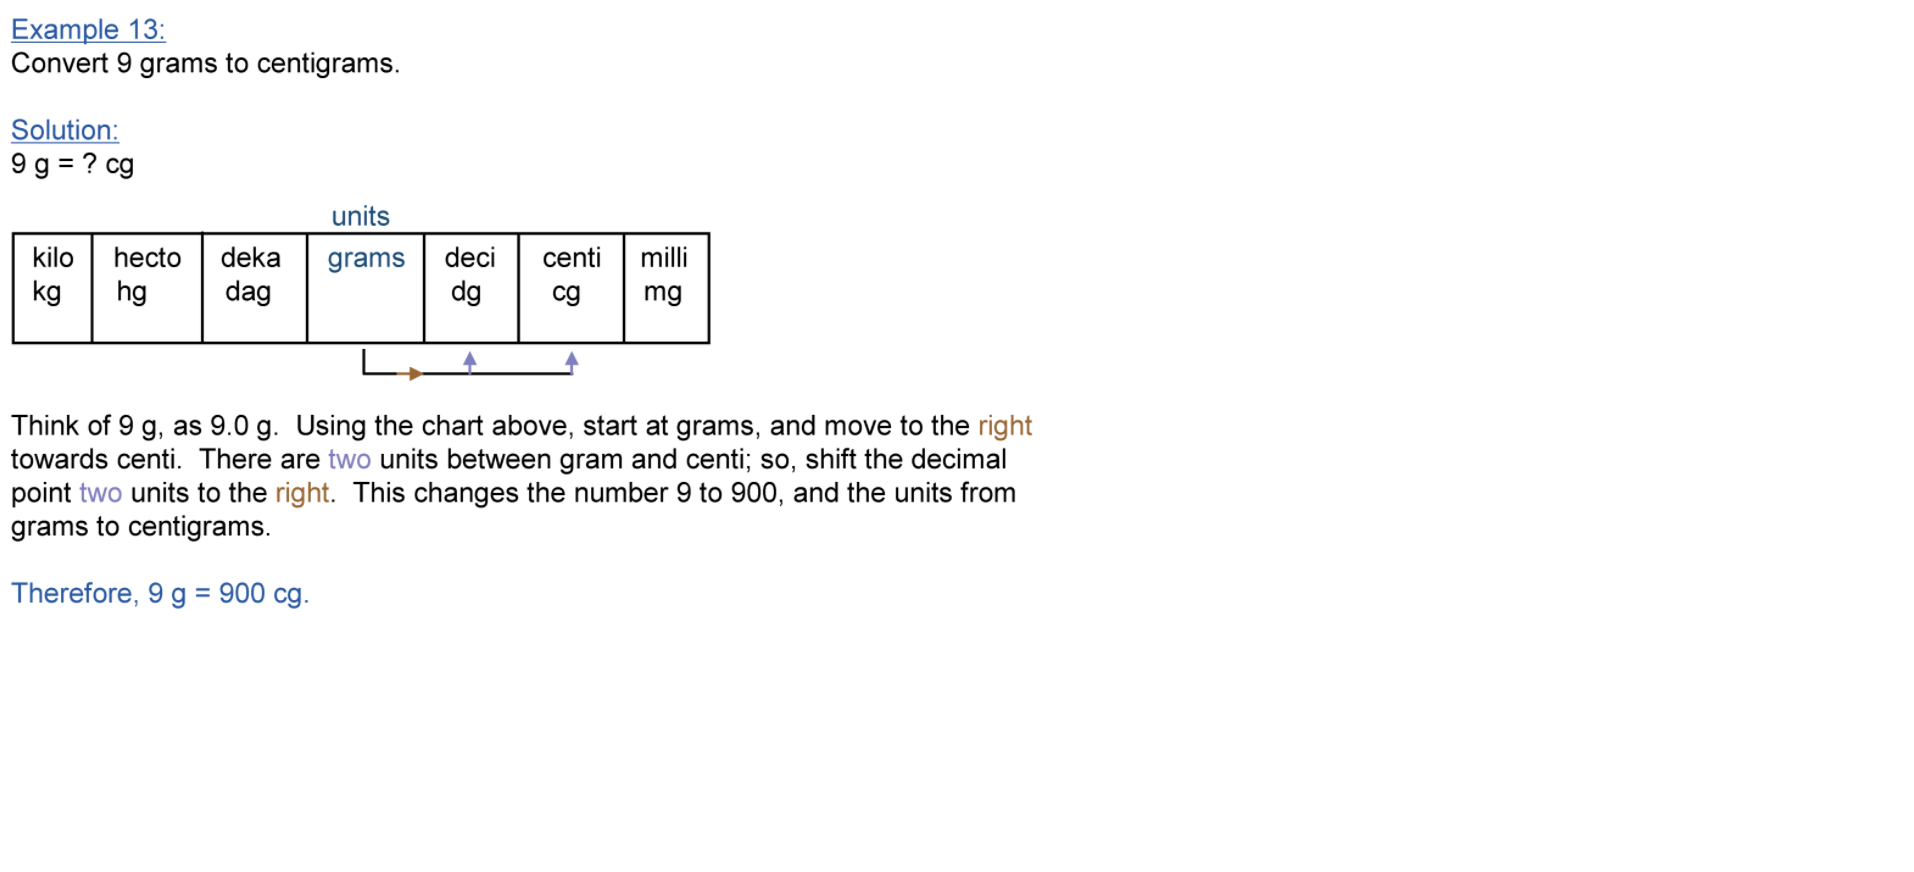 Example 13:
Convert 9 grams to centigrams.
Solution:
9 g = ? cg
units
kilo hecto deka grams deci centi milli
kg hg dag dg cg mg
Think of 9 g, as 9.0 g.  Using the chart above, start at grams, and move to the right
towards centi.  There are two units between gram and centi; so, shift the decimal
point two units to the right.  This changes the number 9 to 900, and the units from
grams to centigrams.
Therefore, 9 g = 900 cg.